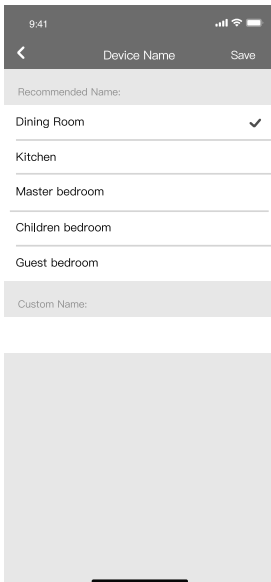 9:41
Device Name
Save
Recommended Name:
Dining Room
Kitchen
Master bedroom
Children bedroom
Guest bedroom
Custom Name: